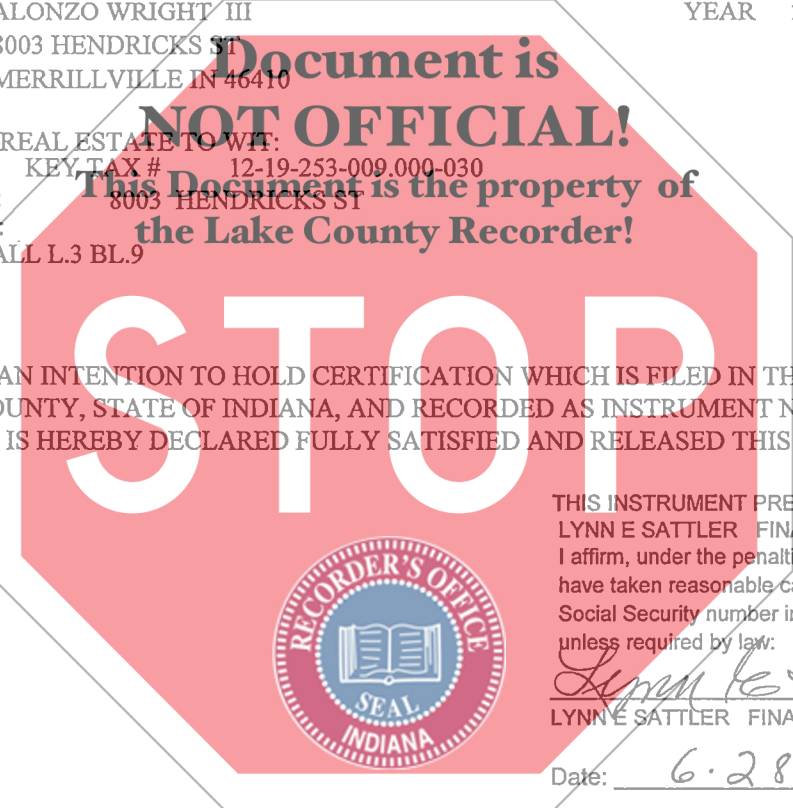 ALONZO WRIGHT III
YEAR
8003 HENDRICKS ST
Document is
MERRILLVILLE IN 46410
NOT OFFICIAL!
REAL ESTATE TO WIT:
KEY TAX # 12-19-253-009.000-030
This Document is the property of
8003 HENDRICKS ST
the Lake County Recorder!
ALL L.3 BL.9
STOP
AN INTENTION TO HOLD CERTIFICATION WHICH IS FILED IN TH
OUNTY, STATE OF INDIANA, AND RECORDED AS INSTRUMENT N
IS HEREBY DECLARED FULLY SATISFIED AND RELEASED THIS
THIS INSTRUMENT PRE
LYNN E SATTLER FINA
I affirm, under the penalti
have taken reasonable ca
Social Security number in
unless required by law:
RECORDER'S OFFICE
SEAL
INDIANA
LYNN E SATTLER FINA
Date: 6·28